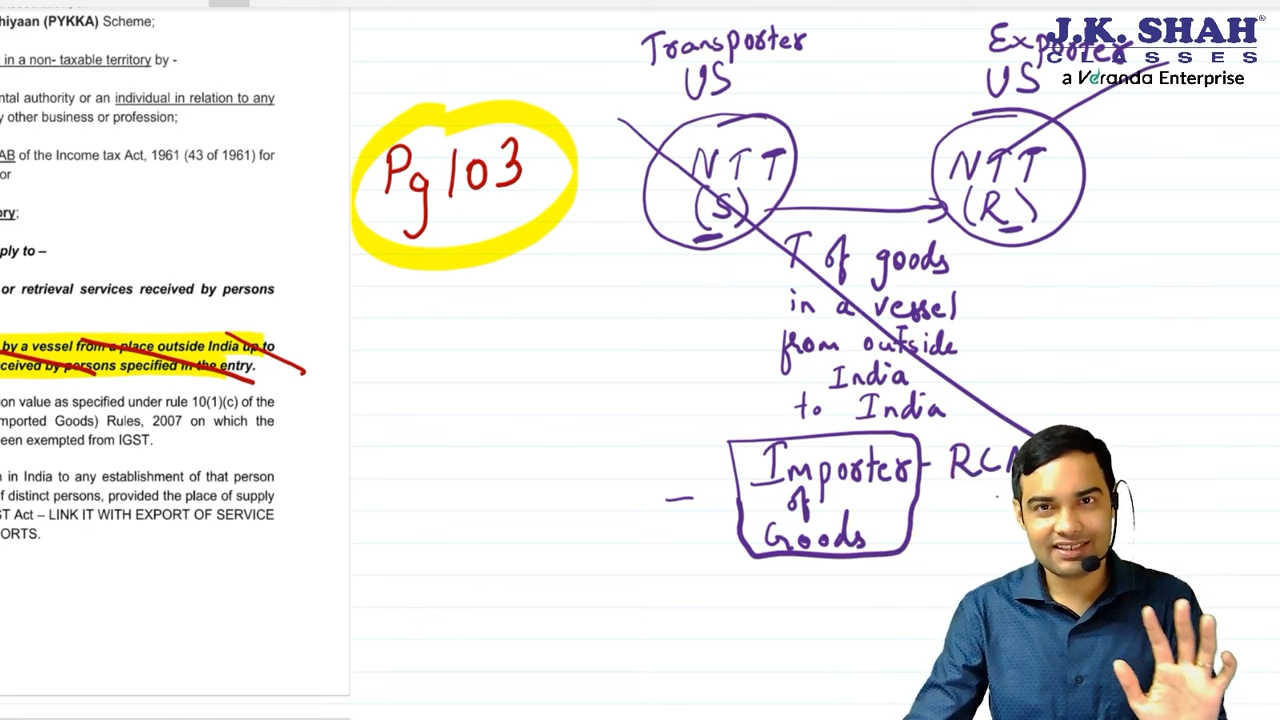 hiyaan (PYKKA) Scheme;
in a non- taxable territory by -
ntal authority or an individual in relation to any
y other business or profession;
AB of the Income tax Act, 1961 (43 of 1961) for
or
ory;
ply to –
or retrieval services received by persons
by a vessel from a place outside India up to
ceived by persons specified in the entry.
ion value as specified under rule 10(1)(c) of the
mported Goods) Rules, 2007 on which the
een exempted from IGST.
n in India to any establishment of that person
f distinct persons, provided the place of supply
ST Act – LINK IT WITH EXPORT OF SERVICE
ORTS.
Pg 103
Transporter
US
NTT
(S)
Exporter
US
NTT
(R)
T of goods
in a vessel
from outside
India
to India
Importer - RCM
of
Goods
J.K. SHAH®
CLASSES
a Veranda Enterprise